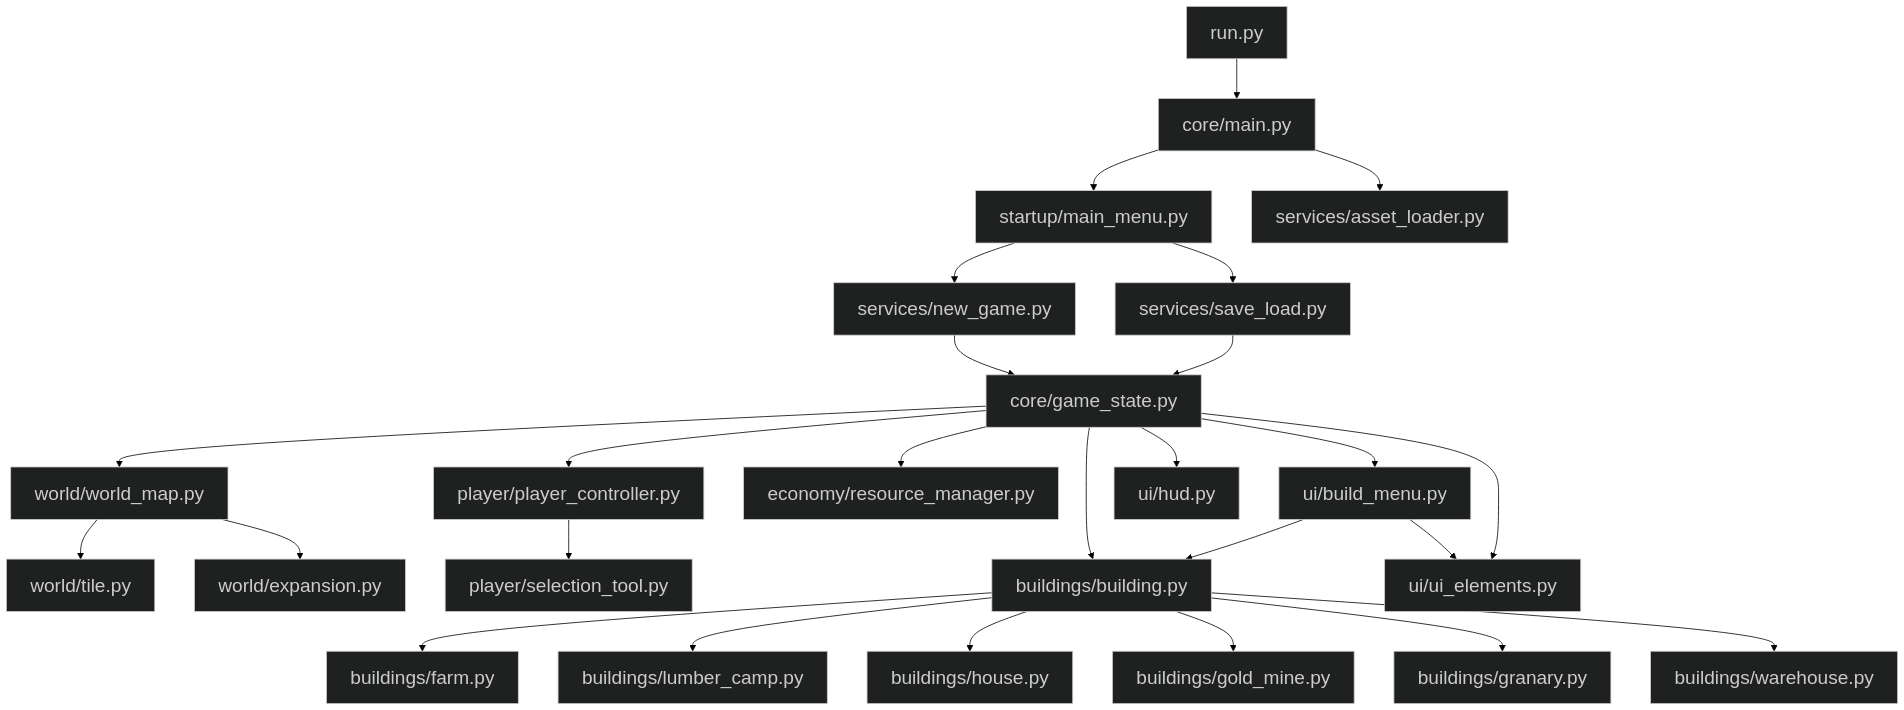 run.py
core/main.py
startup/main_menu.py
services/asset_loader.py
services/new_game.py
services/save_load.py
core/game_state.py
world/world_map.py
player/player_controller.py
economy/resource_manager.py
ui/hud.py
ui/build_menu.py
world/tile.py
world/expansion.py
player/selection_tool.py
buildings/building.py
ui/ui_elements.py
buildings/farm.py
buildings/lumber_camp.py
buildings/house.py
buildings/gold_mine.py
buildings/granary.py
buildings/warehouse.py